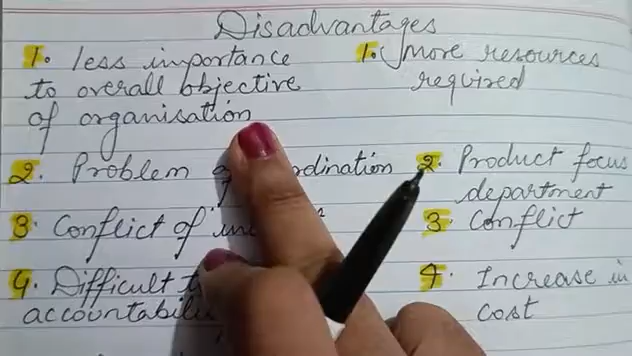 Disadvantages
1. less importance
to overall objective
of organisation
2. Problem
3. Conflict of
4. Difficult
1. more resources
required
2. Product focus
department
3. Conflict
4. Increase in
cost